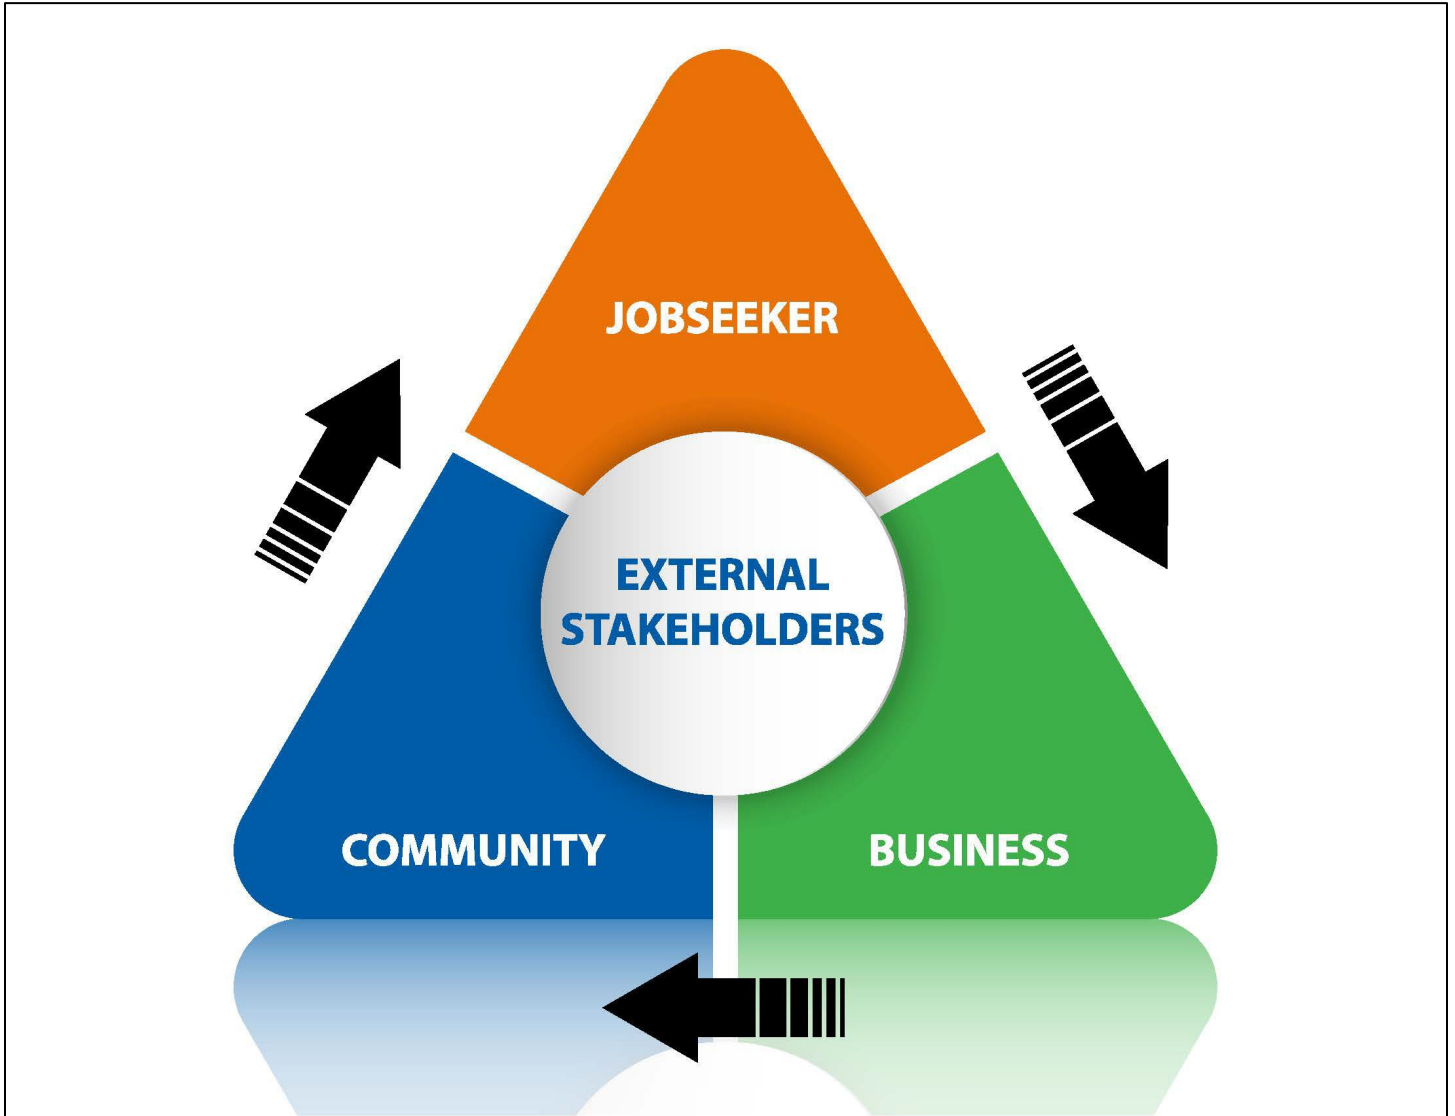 JOBSEEKER
EXTERNAL
STAKEHOLDERS
COMMUNITY
BUSINESS